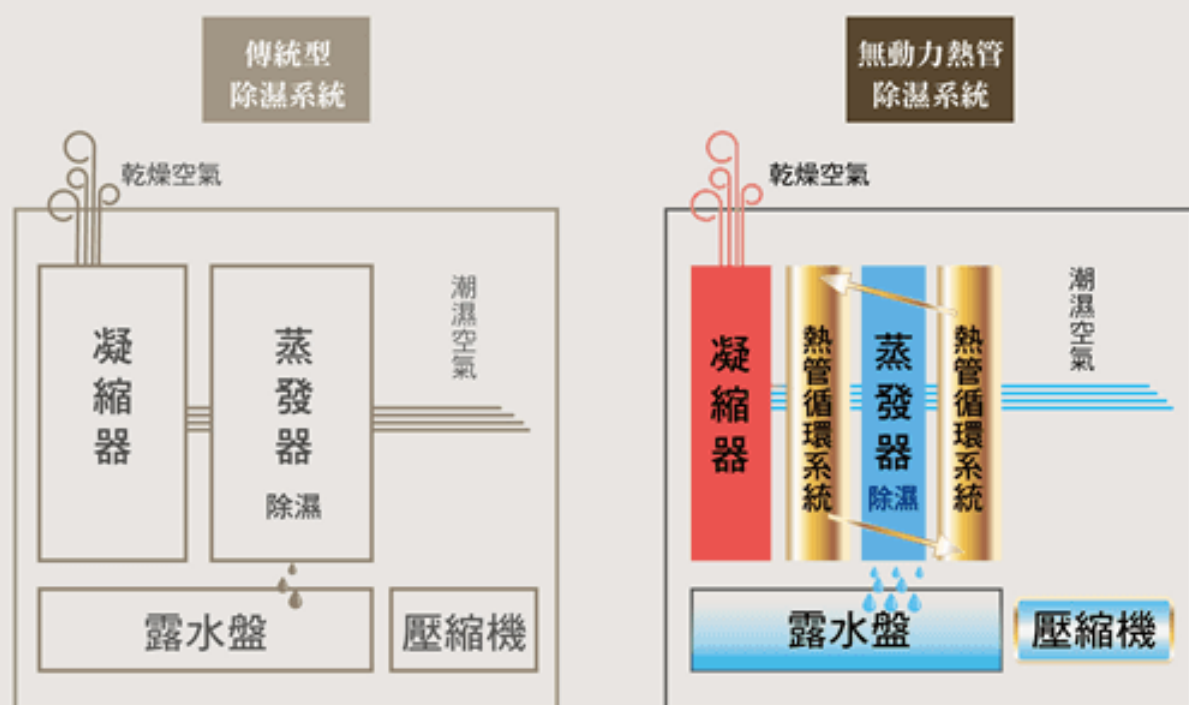 傳統型
除濕系統
乾燥空氣
凝縮器
蒸發器
除濕
潮濕空氣
露水盤
壓縮機
無動力熱管
除濕系統
乾燥空氣
凝縮器
熱管循環系統
蒸發器
除濕
熱管循環系統
潮濕空氣
露水盤
壓縮機